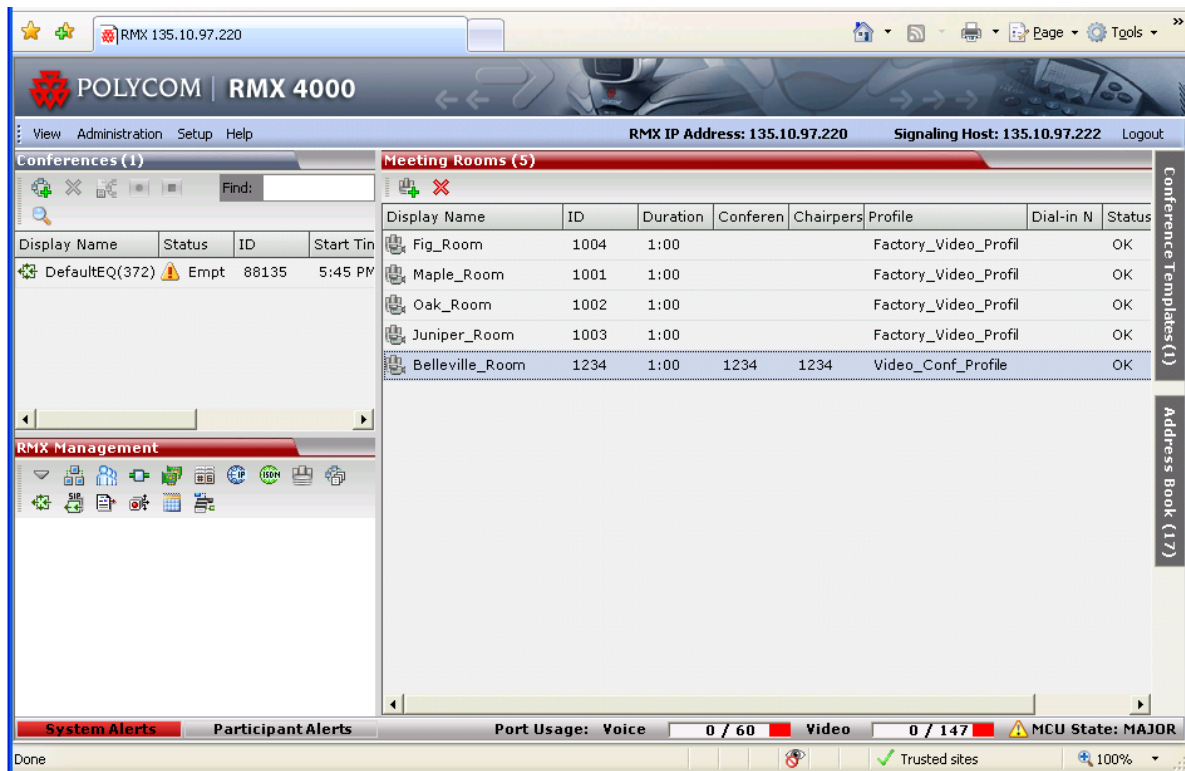 RMX 135.10.97.220
Page Tools »
POLYCOM | RMX 4000
View Administration Setup Help RMX IP Address: 135.10.97.220 Signaling Host: 135.10.97.222 Logout
Conferences (1)
Find:
Display Name Status ID Start Tin
DefaultEQ(372) Empt 88135 5:45 PM
RMX Management
Meeting Rooms (5)
Display Name ID Duration Conferen Chairpers Profile Dial-in N Status
Fig_Room 1004 1:00 Factory_Video_Profil OK
Maple_Room 1001 1:00 Factory_Video_Profil OK
Oak_Room 1002 1:00 Factory_Video_Profil OK
Juniper_Room 1003 1:00 Factory_Video_Profil OK
Belleville_Room 1234 1:00 1234 1234 Video_Conf_Profile OK
Conference Templates (1)
Address Book (17)
System Alerts Participant Alerts Port Usage: Voice 0 / 60 Video 0 / 147 MCU State: MAJOR
Done Trusted sites 100%